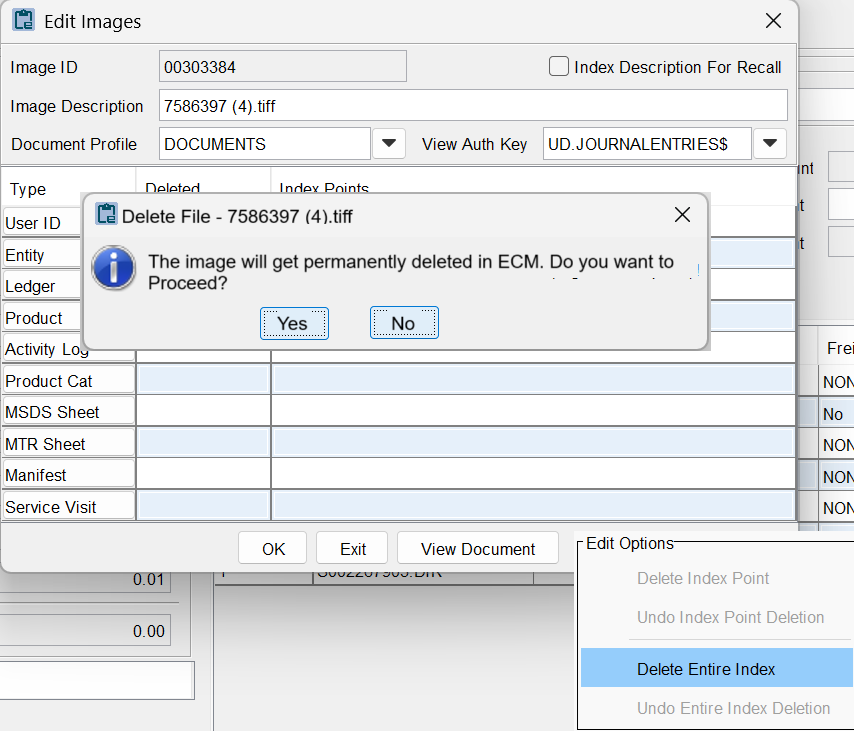 Edit Images
Image ID 00303384 Index Description For Recall
Image Description 7586397 (4).tiff
Document Profile DOCUMENTS View Auth Key UD.JOURNALENTRIES$
Type Deleted Index Points
User ID
Entity
Ledger
Product
Activity Log
Product Cat
MSDS Sheet
MTR Sheet
Manifest
Service Visit
Delete File - 7586397 (4).tiff
The image will get permanently deleted in ECM. Do you want to
Proceed?
Yes No
OK Exit View Document
Edit Options
Delete Index Point
Undo Index Point Deletion
Delete Entire Index
Undo Entire Index Deletion
0.01
0.00
nt
t
t
Frei
NON
No
NON
NON
NON